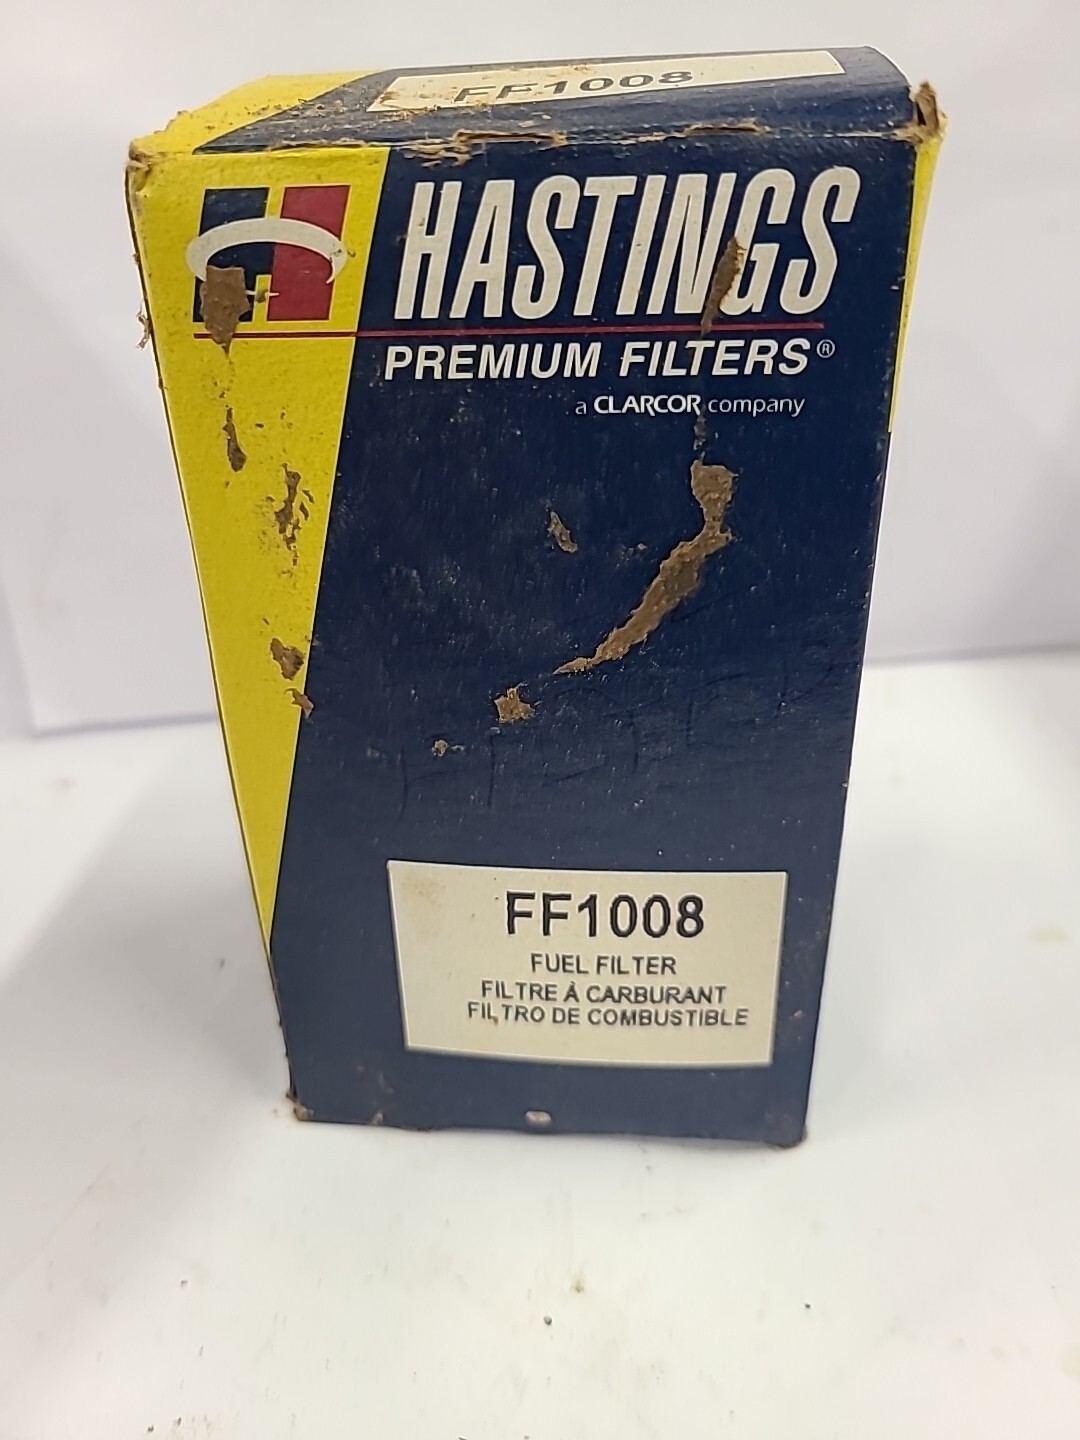 FF1008
HASTINGS
PREMIUM FILTERS®
a CLARCOR company
FF1008
FUEL FILTER
FILTRE À CARBURANT
FILTRO DE COMBUSTIBLE